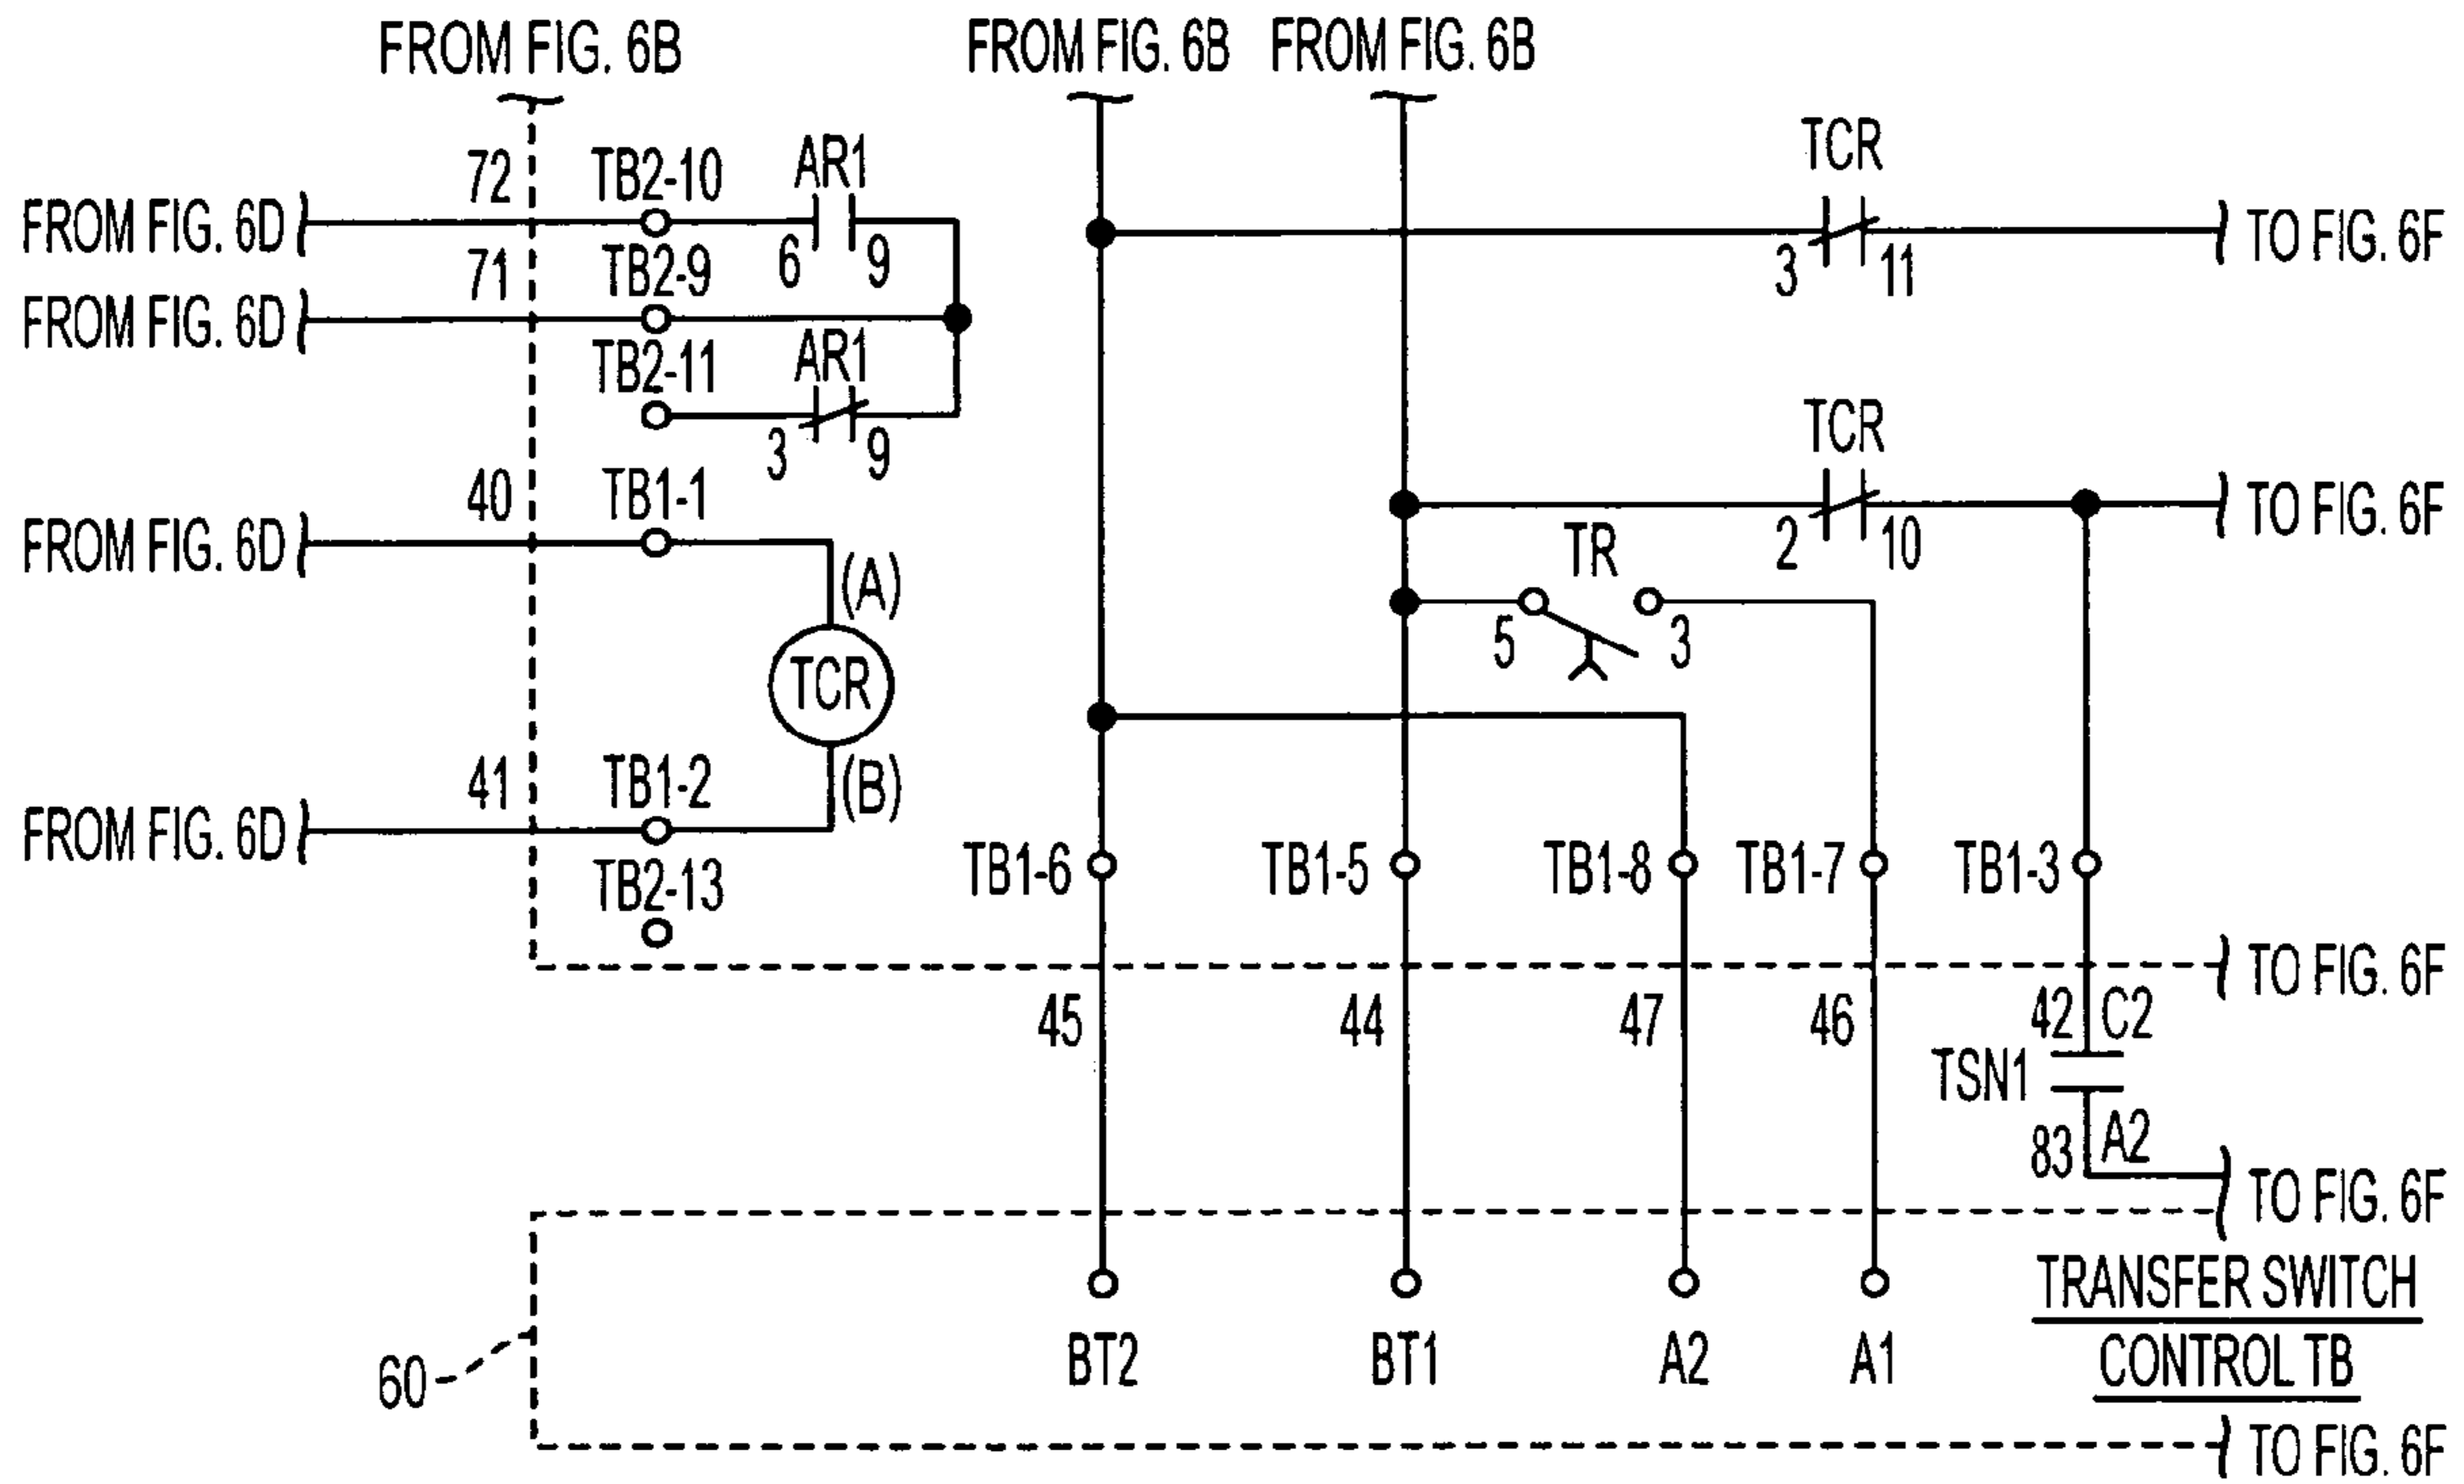 FROM FIG. 6B
FROM FIG. 6B
FROM FIG. 6B
TCR
72
TB2-10
AR1
FROM FIG. 6D
6
9
3
11
TO FIG. 6F
71
TB2-9
FROM FIG. 6D
TB2-11
AR1
3
9
TCR
40
TB1-1
FROM FIG. 6D
2
10
TO FIG. 6F
TR
(A)
5
3
TCR
41
TB1-2
(B)
FROM FIG. 6D
TB2-13
TB1-6
TB1-5
TB1-8
TB1-7
TB1-3
TO FIG. 6F
45
44
47
46
42
C2
TSN1
83
A2
TO FIG. 6F
TRANSFER SWITCH
CONTROL TB
BT2
BT1
A2
A1
60
TO FIG. 6F